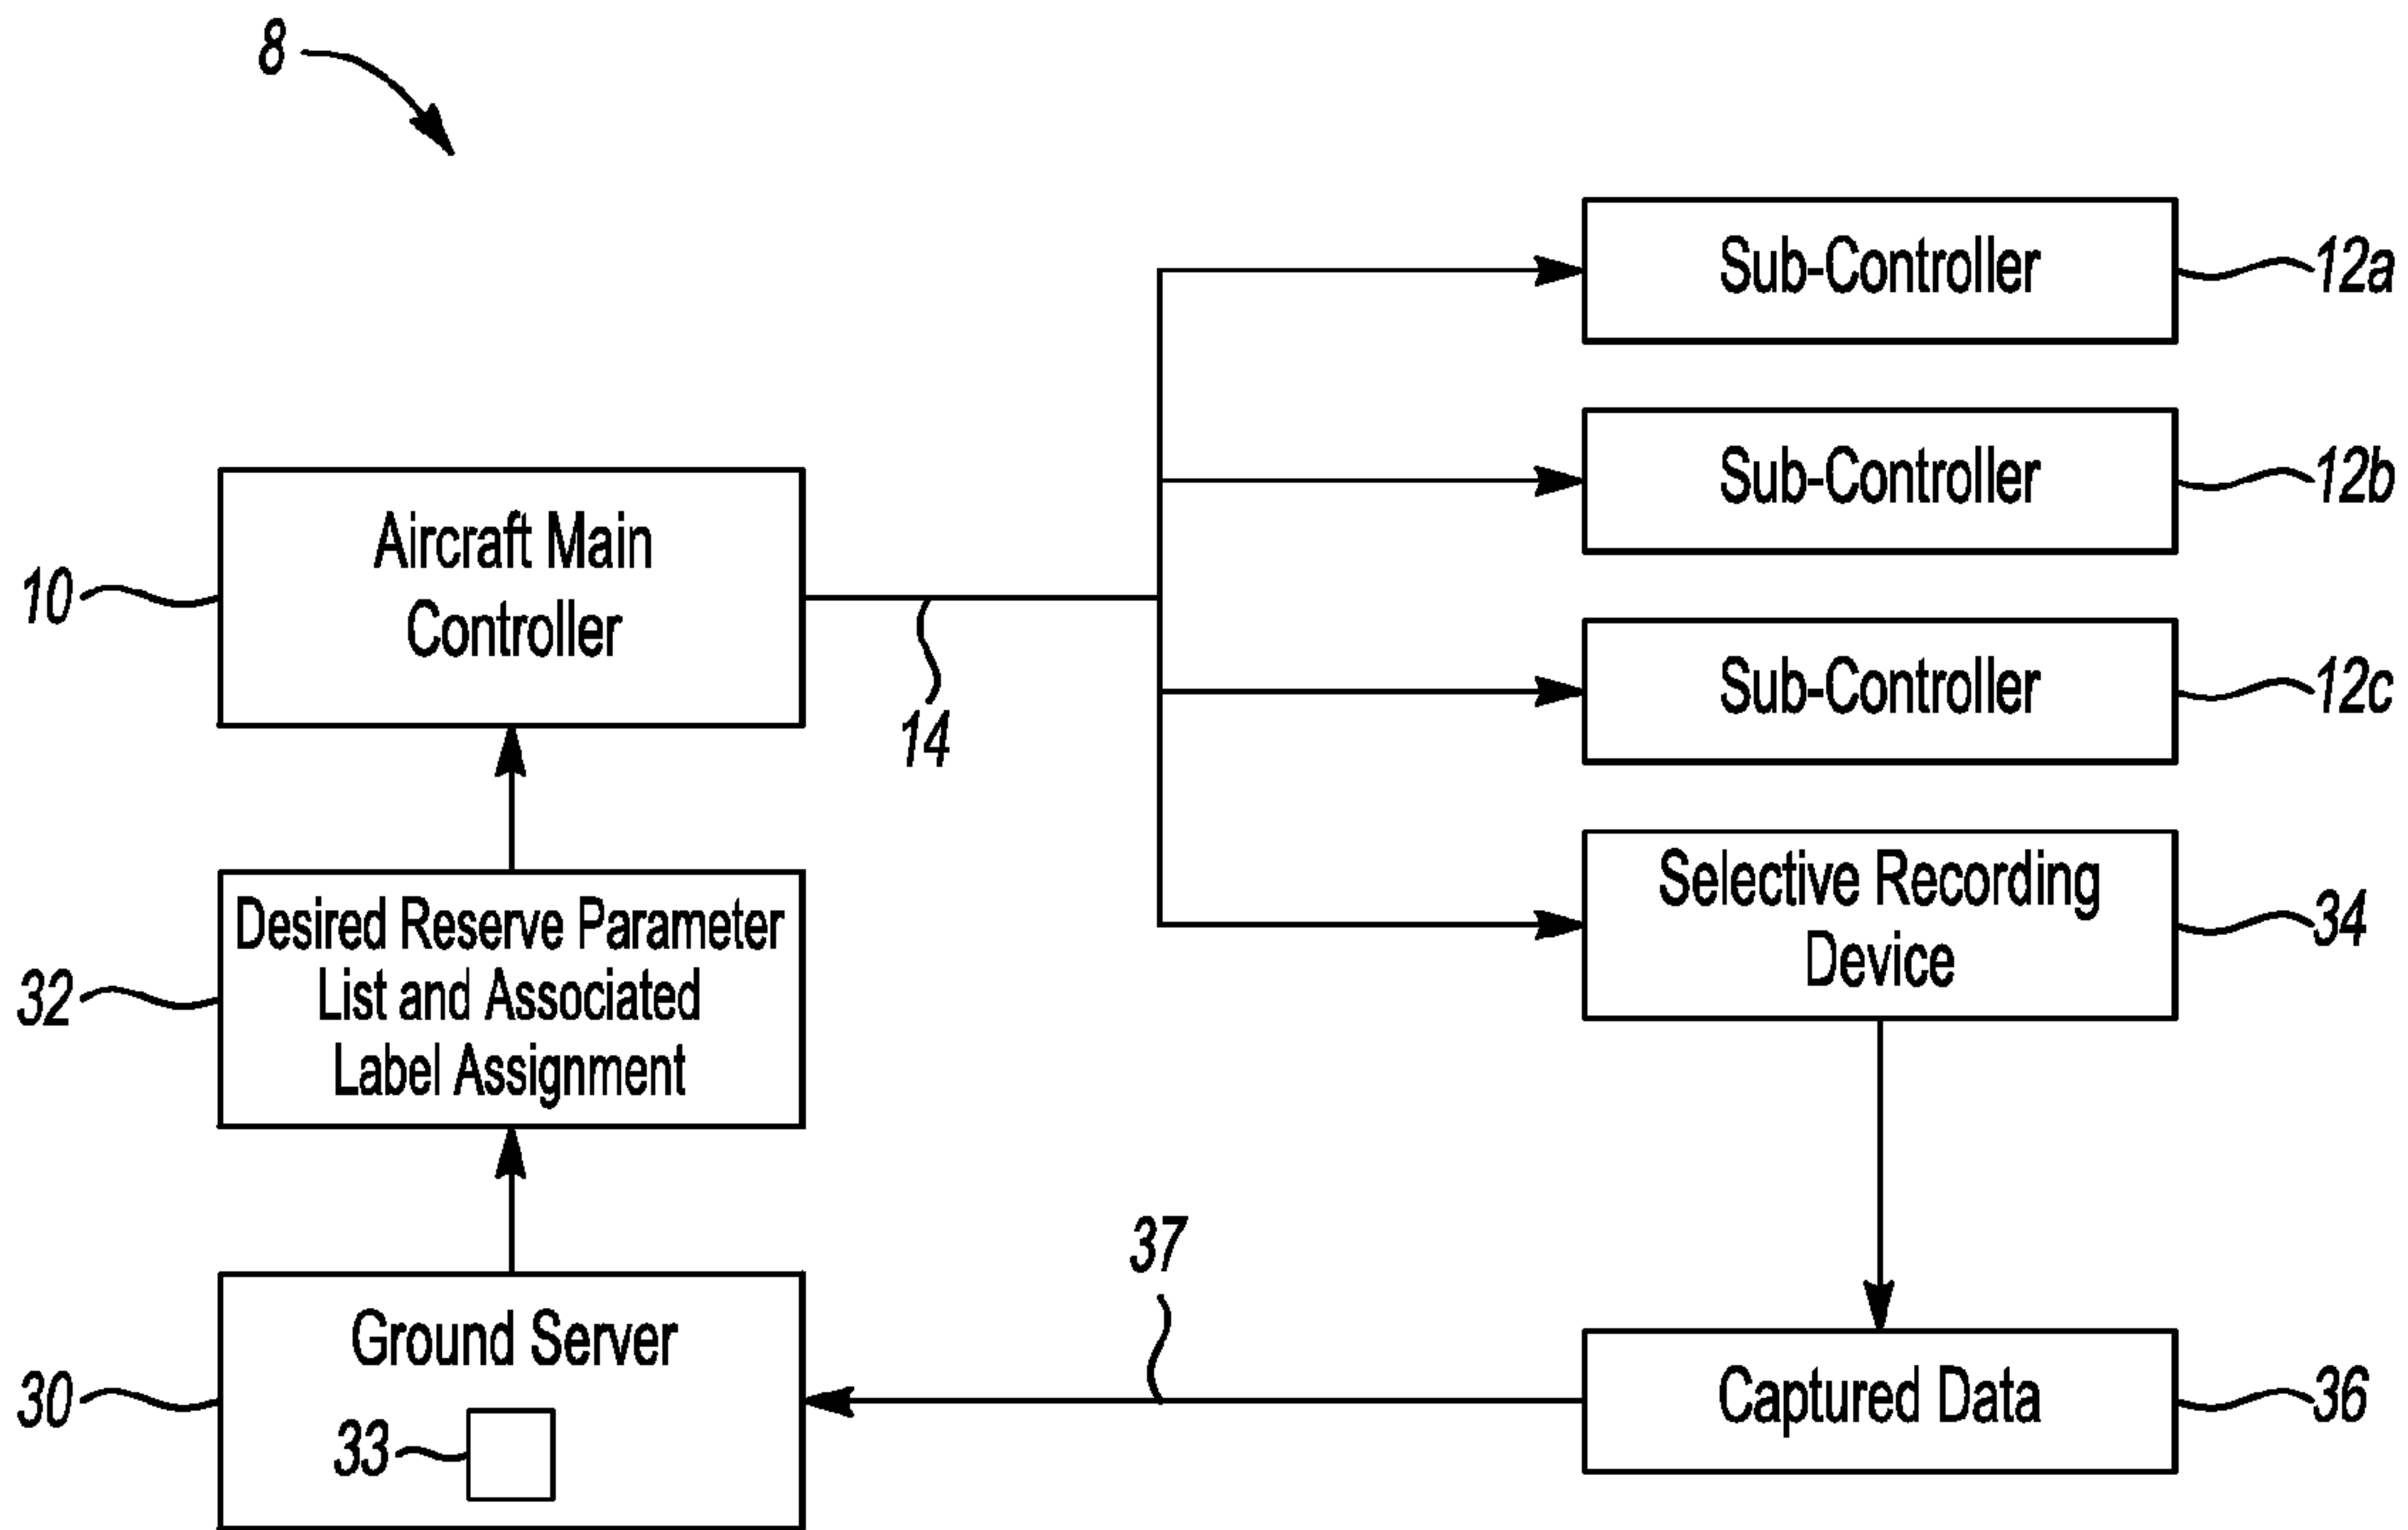 8
Sub-Controller
12a
Sub-Controller
12b
Aircraft Main
Controller
10
14
Sub-Controller
12c
Selective Recording
Device
34
Desired Reserve Parameter
List and Associated
Label Assignment
32
37
Ground Server
30
33
Captured Data
36